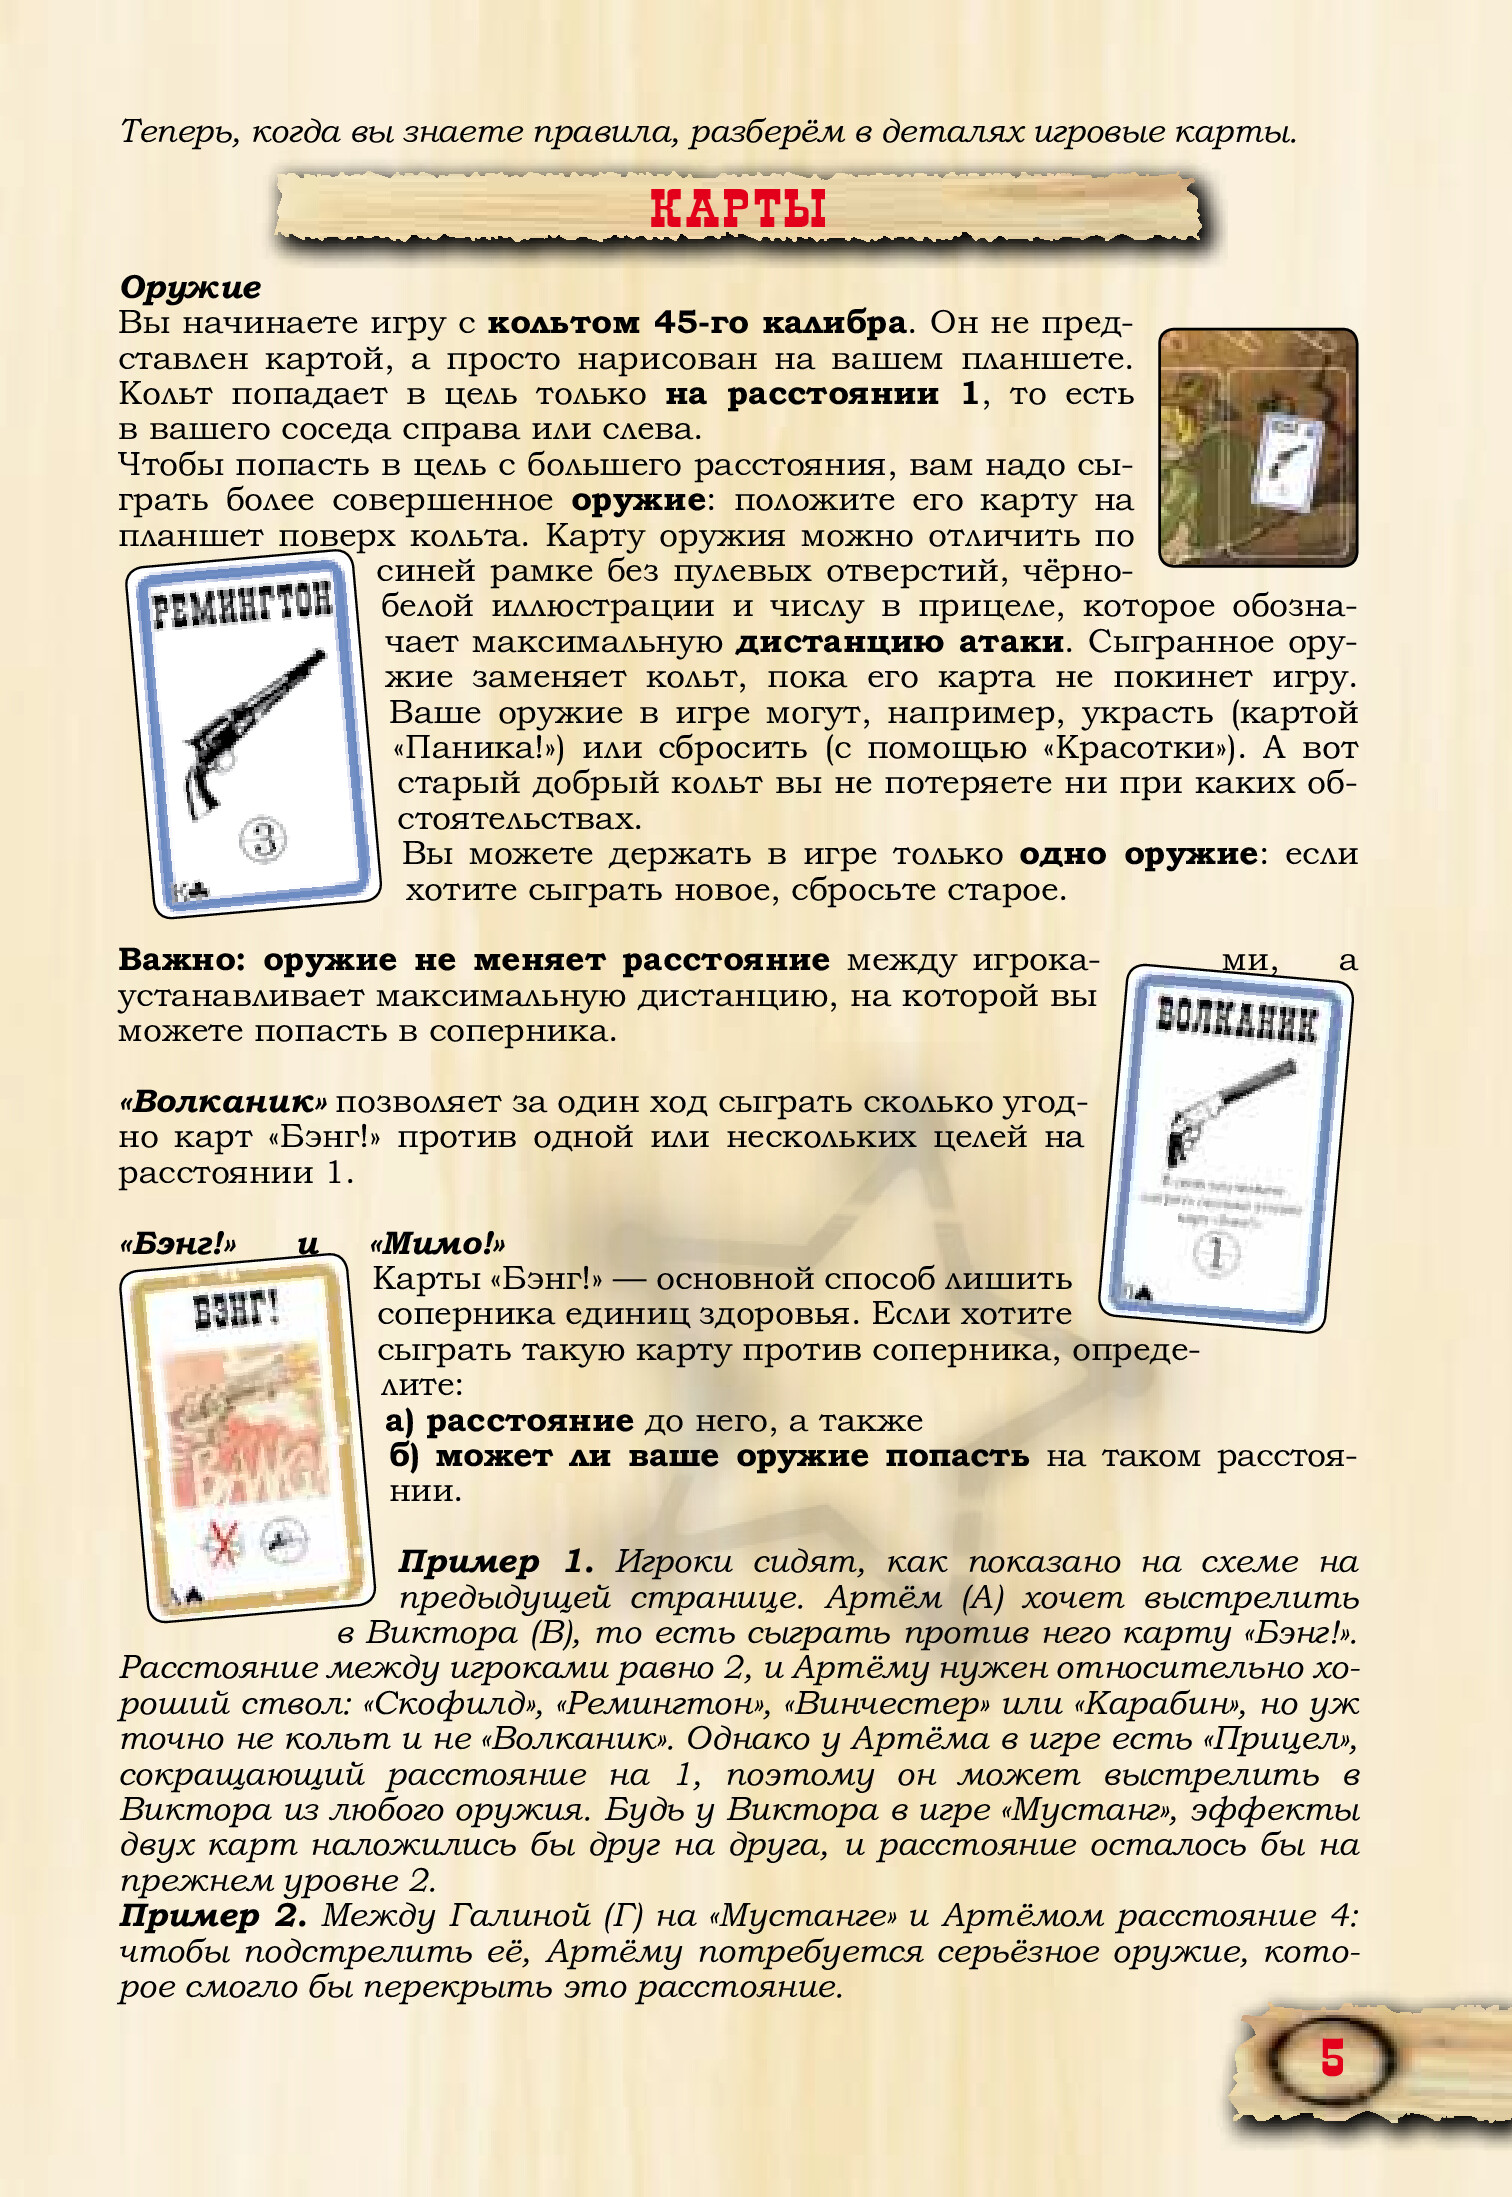 Теперь, когда вы знаете правила, разберём в деталях игровые карты.
КАРТЫ
Оружие
Вы начинаете игру с кольтом 45-го калибра. Он не пред-
ставлен картой, а просто нарисован на вашем планшете.
Кольт попадает в цель только на расстоянии 1, то есть
в вашего соседа справа или слева.
Чтобы попасть в цель с большего расстояния, вам надо сы-
грать более совершенное оружие: положите его карту на
планшет поверх кольта. Карту оружия можно отличить по
синей рамке без пулевых отверстий, чёрно-
белой иллюстрации и числу в прицеле, которое обозна-
чает максимальную дистанцию атаки. Сыгранное ору-
жие заменяет кольт, пока его карта не покинет игру.
Ваше оружие в игре могут, например, украсть (картой
«Паника!») или сбросить (с помощью «Красотки»). А вот
старый добрый кольт вы не потеряете ни при каких об-
стоятельствах.
Вы можете держать в игре только одно оружие: если
хотите сыграть новое, сбросьте старое.
РЕМИНГТОН
3
К♣
Важно: оружие не меняет расстояние между игрока- ми, а
устанавливает максимальную дистанцию, на которой вы
можете попасть в соперника.
«Волканик» позволяет за один ход сыграть сколько угод-
но карт «Бэнг!» против одной или нескольких целей на
расстоянии 1.
ВОЛКАНИК
1
«Бэнг!» и «Мимо!»
Карты «Бэнг!» — основной способ лишить
соперника единиц здоровья. Если хотите
сыграть такую карту против соперника, опреде-
лите:
а) расстояние до него, а также
б) может ли ваше оружие попасть на таком расстоя-
нии.
БЭНГ!
BANG!
Пример 1. Игроки сидят, как показано на схеме на
предыдущей странице. Артём (А) хочет выстрелить
в Виктора (В), то есть сыграть против него карту «Бэнг!».
Расстояние между игроками равно 2, и Артёму нужен относительно хо-
роший ствол: «Скофилд», «Ремингтон», «Винчестер» или «Карабин», но уж
точно не кольт и не «Волканик». Однако у Артёма в игре есть «Прицел»,
сокращающий расстояние на 1, поэтому он может выстрелить в
Виктора из любого оружия. Будь у Виктора в игре «Мустанг», эффекты
двух карт наложились бы друг на друга, и расстояние осталось бы на
прежнем уровне 2.
Пример 2. Между Галиной (Г) на «Мустанге» и Артёмом расстояние 4:
чтобы подстрелить её, Артёму потребуется серьёзное оружие, кото-
рое смогло бы перекрыть это расстояние.
5